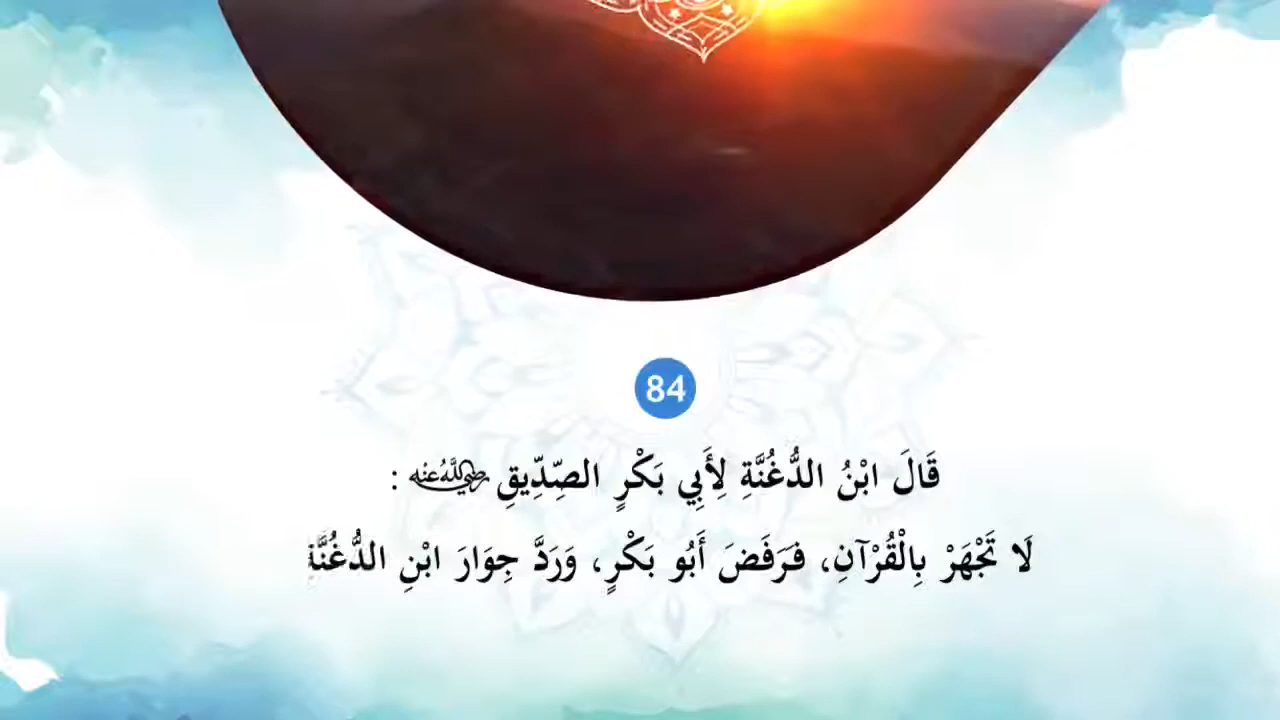 84
قَالَ ابْنُ الدُّغُنَّةِ لِأَبِي بَكْرٍ الصِّدِّيقِ رضي الله عنه :
لَا تَجْهَرْ بِالْقُرْآنِ، فَرَفَضَ أَبُو بَكْرٍ، وَرَدَّ جِوَارَ ابْنِ الدُّغُنَّةِ